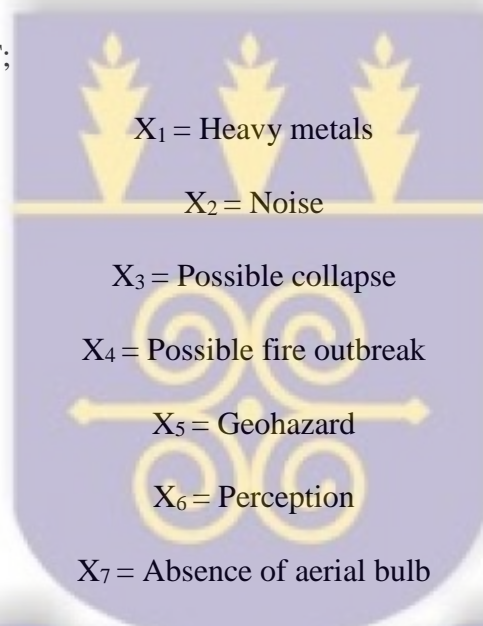 X₁ = Heavy metals
X₂ = Noise
X₃ = Possible collapse
X₄ = Possible fire outbreak
X₅ = Geohazard
X₆ = Perception
X₇ = Absence of aerial bulb